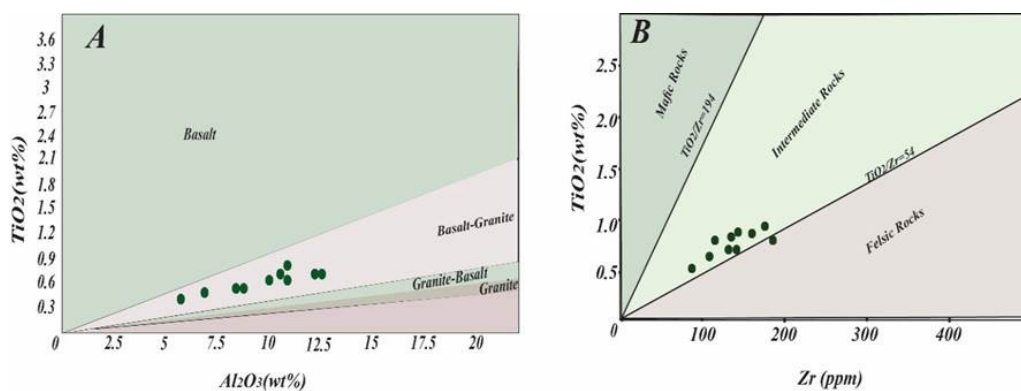 A
TiO2(wt%)
3.6
3.3
3
2.7
2.4
2.1
1.8
1.5
1.2
0.9
0.6
0.3
Basalt
Basalt-Granite
Granite-Basalt
Granite
0 2.5 5 7.5 10 12.5 15 17.5 20
Al2O3(wt%)
B
TiO2(wt%)
2.5
2.0
1.5
1.0
0.5
Mafic Rocks
TiO2/Zr=194
Intermediate Rocks
TiO2/Zr=54
Felsic Rocks
0 100 200 300 400
Zr (ppm)